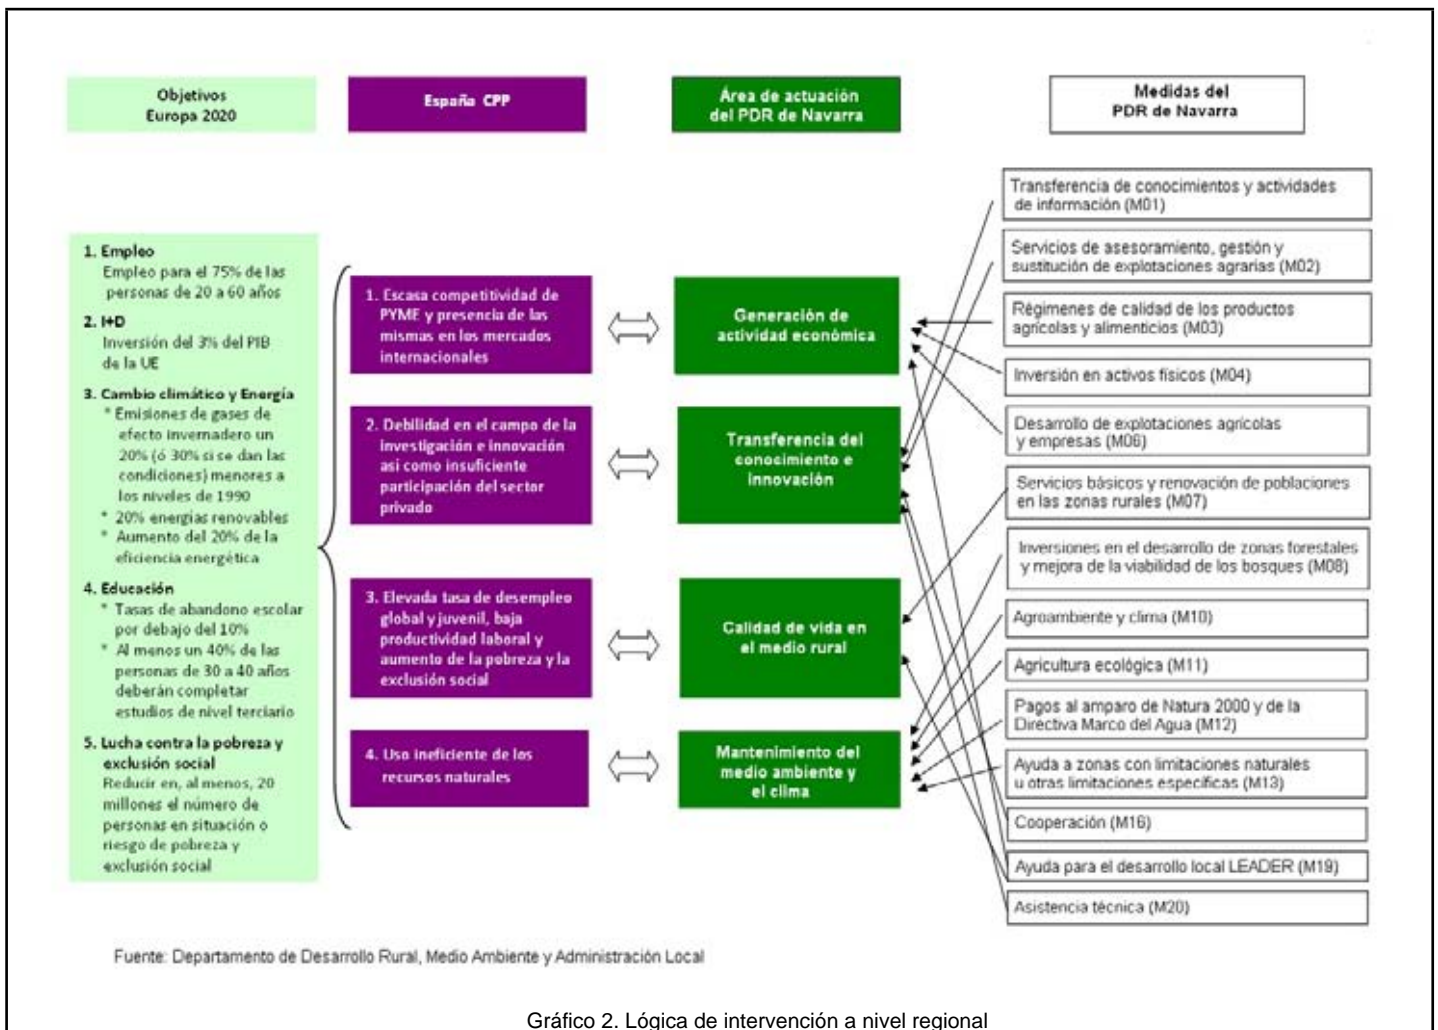 Objetivos
Europa 2020
España CPP
Área de actuación
del PDR de Navarra
Medidas del
PDR de Navarra
1. Empleo
Empleo para el 75% de las
personas de 20 a 60 años
2. I+D
Inversión del 3% del PIB
de la UE
3. Cambio climático y Energía
* Emisiones de gases de
efecto invernadero un
20% (ó 30% si se dan las
condiciones) menores a
los niveles de 1990
* 20% energías renovables
* Aumento del 20% de la
eficiencia energética
4. Educación
* Tasas de abandono escolar
por debajo del 10%
* Al menos un 40% de las
personas de 30 a 40 años
deberán completar
estudios de nivel terciario
5. Lucha contra la pobreza y
exclusión social
Reducir en, al menos, 20
millones el número de
personas en situación o
riesgo de pobreza y
exclusión social
1. Escasa competitividad de
PYME y presencia de las
mismas en los mercados
internacionales
2. Debilidad en el campo de la
investigación e innovación
asi como insuficiente
participación del sector
privado
3. Elevada tasa de desempleo
global y juvenil, baja
productividad laboral y
aumento de la pobreza y la
exclusión social
4. Uso ineficiente de los
recursos naturales
Generación de
actividad económica
Transferencia del
conocimiento e
innovación
Calidad de vida en
el medio rural
Mantenimiento del
medio ambiente y
el clima
Transferencia de conocimientos y actividades
de información (M01)
Servicios de asesoramiento, gestión y
sustitución de explotaciones agrarias (M02)
Régimenes de calidad de los productos
agrícolas y alimenticios (M03)
Inversión en activos físicos (M04)
Desarrollo de explotaciones agrícolas
y empresas (M06)
Servicios básicos y renovación de poblaciones
en las zonas rurales (M07)
Inversiones en el desarrollo de zonas forestales
y mejora de la viabilidad de los bosques (M08)
Agroambiente y clima (M10)
Agricultura ecológica (M11)
Pagos al amparo de Natura 2000 y de la
Directiva Marco del Agua (M12)
Ayuda a zonas con limitaciones naturales
u otras limitaciones específicas (M13)
Cooperación (M16)
Ayuda para el desarrollo local LEADER (M19)
Asistencia técnica (M20)
Fuente: Departamento de Desarrollo Rural, Medio Ambiente y Administración Local
Gráfico 2. Lógica de intervención a nivel regional